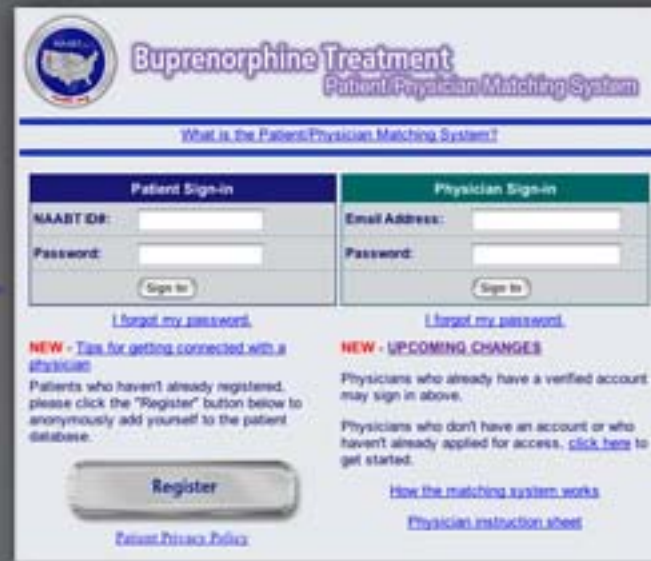 NAABT
Buprenorphine Treatment
Patient/Physician Matching System
What is the Patient/Physician Matching System?
Patient Sign-in
NAABT ID#:
Password:
Sign In
I forgot my password.
NEW - Tips for getting connected with a
physician
Patients who haven't already registered,
please click the "Register" button below to
anonymously add yourself to the patient
database.
Register
Patient Privacy Policy
Physician Sign-in
Email Address:
Password:
Sign In
I forgot my password.
NEW - UPCOMING CHANGES
Physicians who already have a verified account
may sign in above.
Physicians who don't have an account or who
haven't already applied for access, click here to
get started.
How the matching system works
Physician instruction sheet